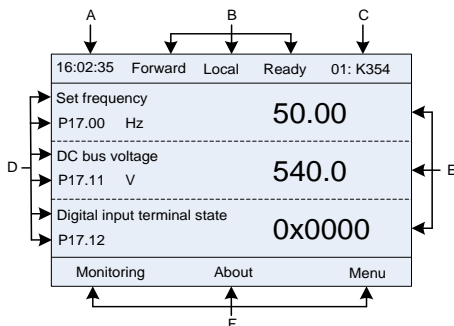 A B C
16:02:35 Forward Local Ready 01: K354
Set frequency
P17.00 Hz 50.00
DC bus voltage
D P17.11 V 540.0 E
Digital input terminal state
P17.12 0x0000
Monitoring About Menu
F